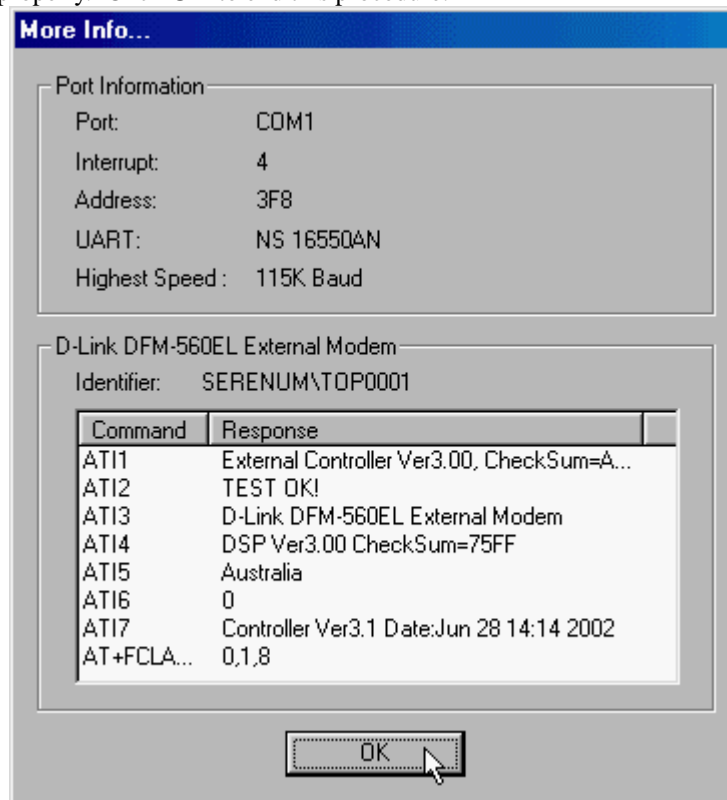 More Info...
Port Information
Port: COM1
Interrupt: 4
Address: 3F8
UART: NS 16550AN
Highest Speed : 115K Baud
D-Link DFM-560EL External Modem
Identifier: SERENUM\TOP0001
Command Response
ATI1 External Controller Ver3.00, CheckSum=A...
ATI2 TEST OK!
ATI3 D-Link DFM-560EL External Modem
ATI4 DSP Ver3.00 CheckSum=75FF
ATI5 Australia
ATI6 0
ATI7 Controller Ver3.1 Date:Jun 28 14:14 2002
AT+FCLA... 0,1,8
OK